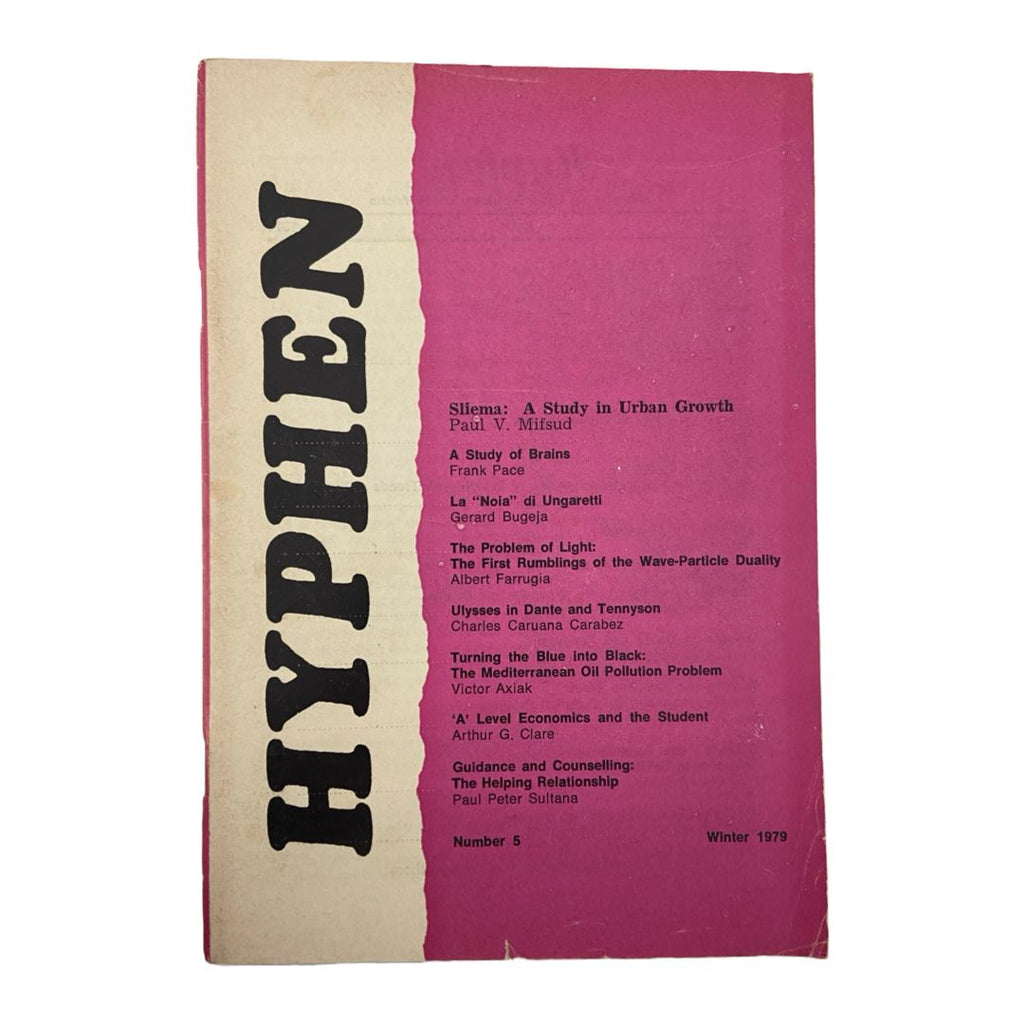 HYPHEN
Sliema: A Study in Urban Growth
Paul V. Mifsud
A Study of Brains
Frank Pace
La "Noia" di Ungaretti
Gerard Bugeja
The Problem of Light:
The First Rumblings of the Wave-Particle Duality
Albert Farrugia
Ulysses in Dante and Tennyson
Charles Caruana Carabez
Turning the Blue into Black:
The Mediterranean Oil Pollution Problem
Victor Axiak
'A' Level Economics and the Student
Arthur G. Clare
Guidance and Counselling:
The Helping Relationship
Paul Peter Sultana
Number 5 Winter 1979